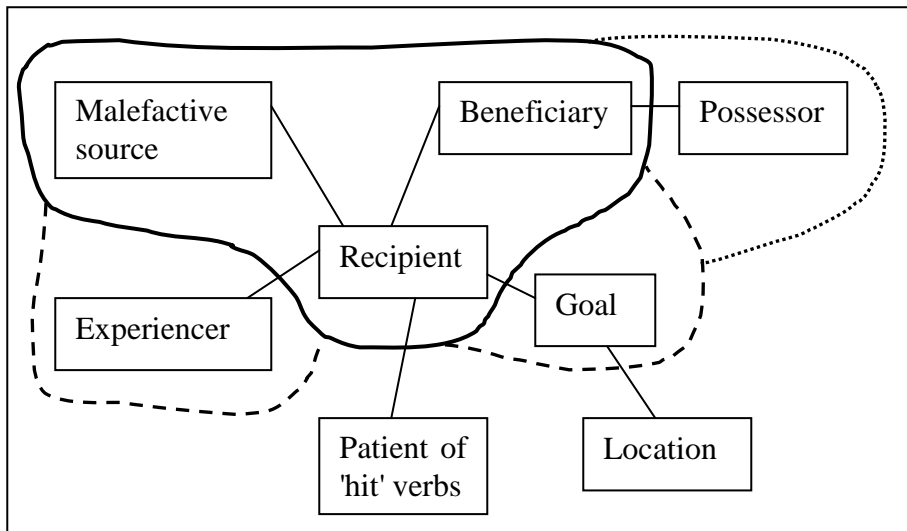 Malefactive
source
Beneficiary
Possessor
Recipient
Goal
Experiencer
Patient of
'hit' verbs
Location